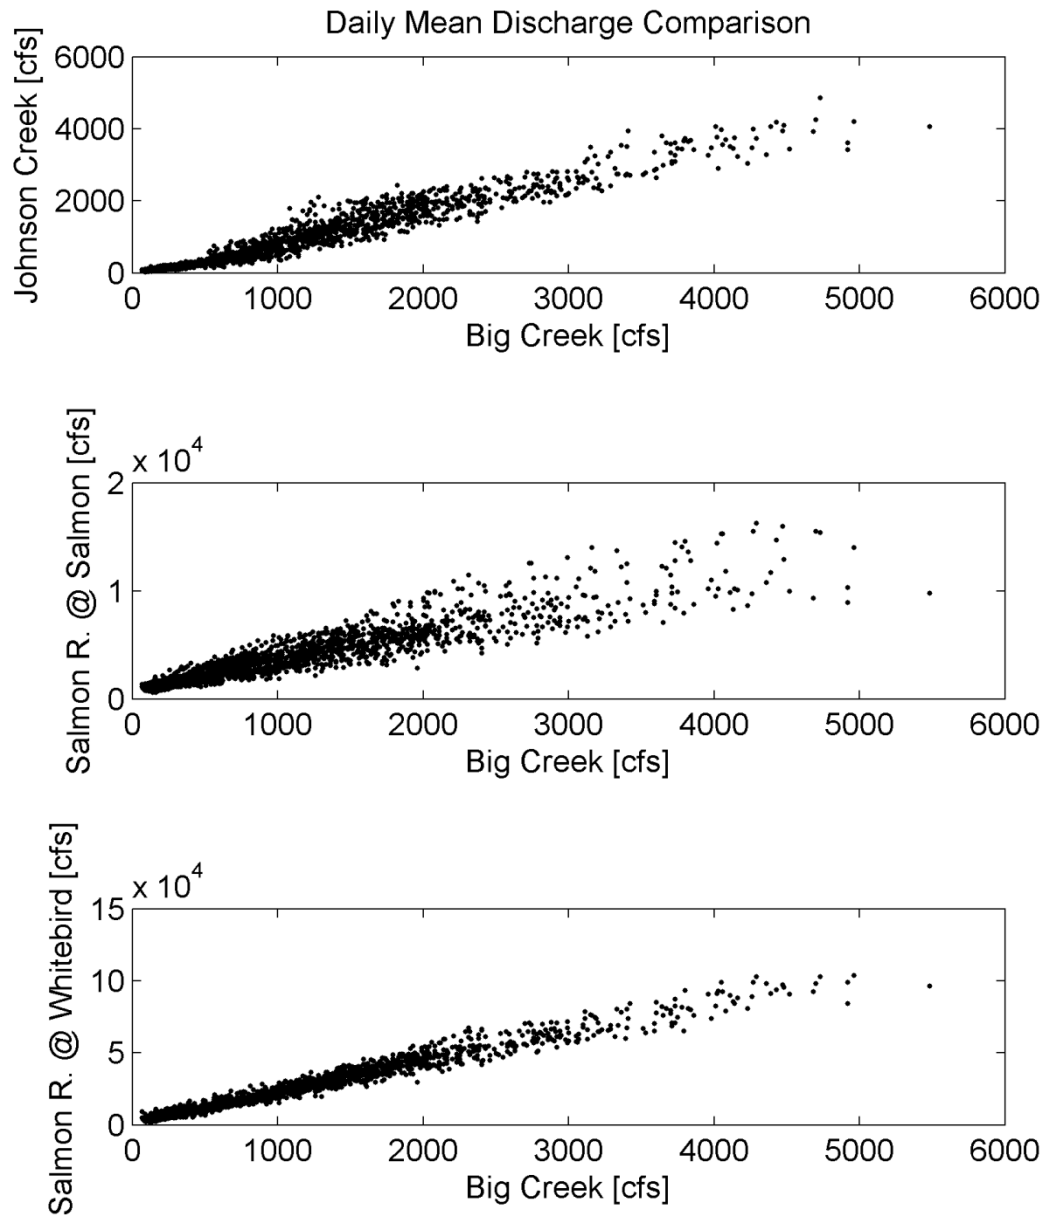 Daily Mean Discharge Comparison
Johnson Creek [cfs]
6000
4000
2000
0
0 1000 2000 3000 4000 5000 6000
Big Creek [cfs]
Salmon R. @ Salmon [cfs]
x 10^4
2
1
0
0 1000 2000 3000 4000 5000 6000
Big Creek [cfs]
Salmon R. @ Whitebird [cfs]
x 10^4
15
10
5
0
0 1000 2000 3000 4000 5000 6000
Big Creek [cfs]